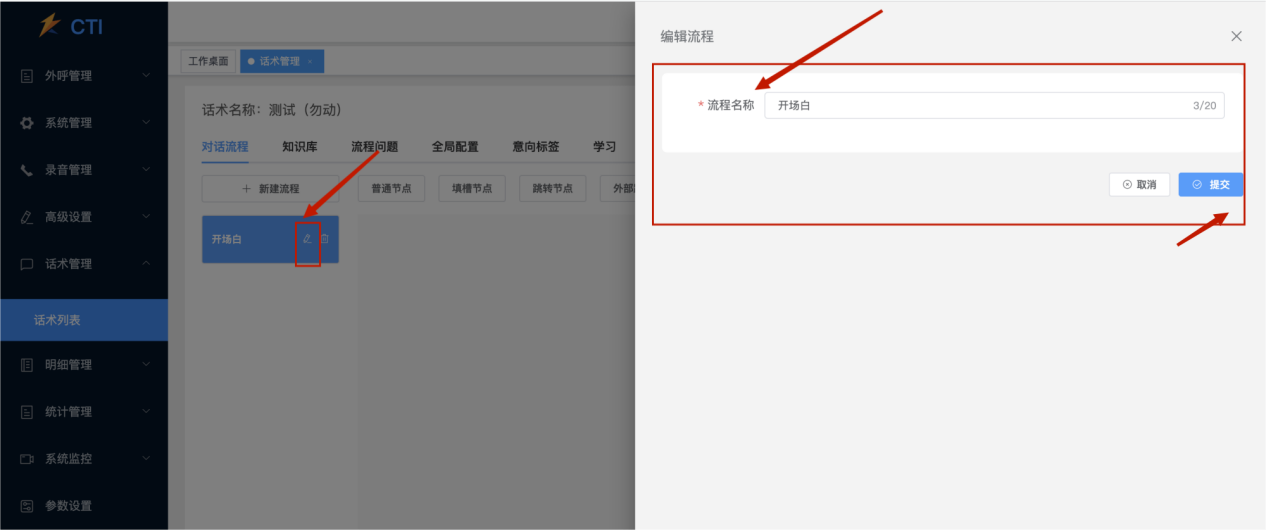 CTI
外呼管理
系统管理
录音管理
高级设置
话术管理
话术列表
明细管理
统计管理
系统监控
参数设置
工作桌面
话术管理 ×
话术名称：测试（勿动）
对话流程 知识库 流程问题 全局配置 意向标签 学习
+ 新建流程 普通节点 填槽节点 跳转节点 外部
开场白
编辑流程
* 流程名称 开场白 3/20
取消 提交